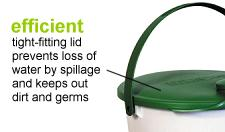 efficient
tight-fitting lid
prevents loss of
water by spillage
and keeps out
dirt and germs